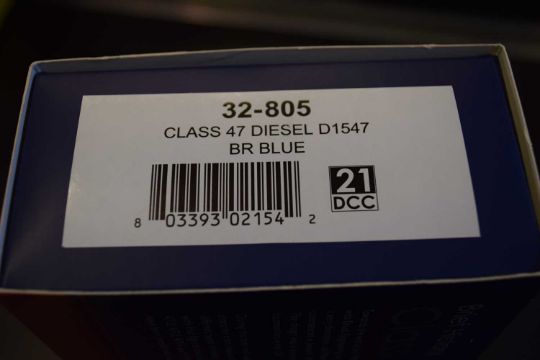 32-805
CLASS 47 DIESEL D1547
BR BLUE
21
DCC
8 03393 02154 2